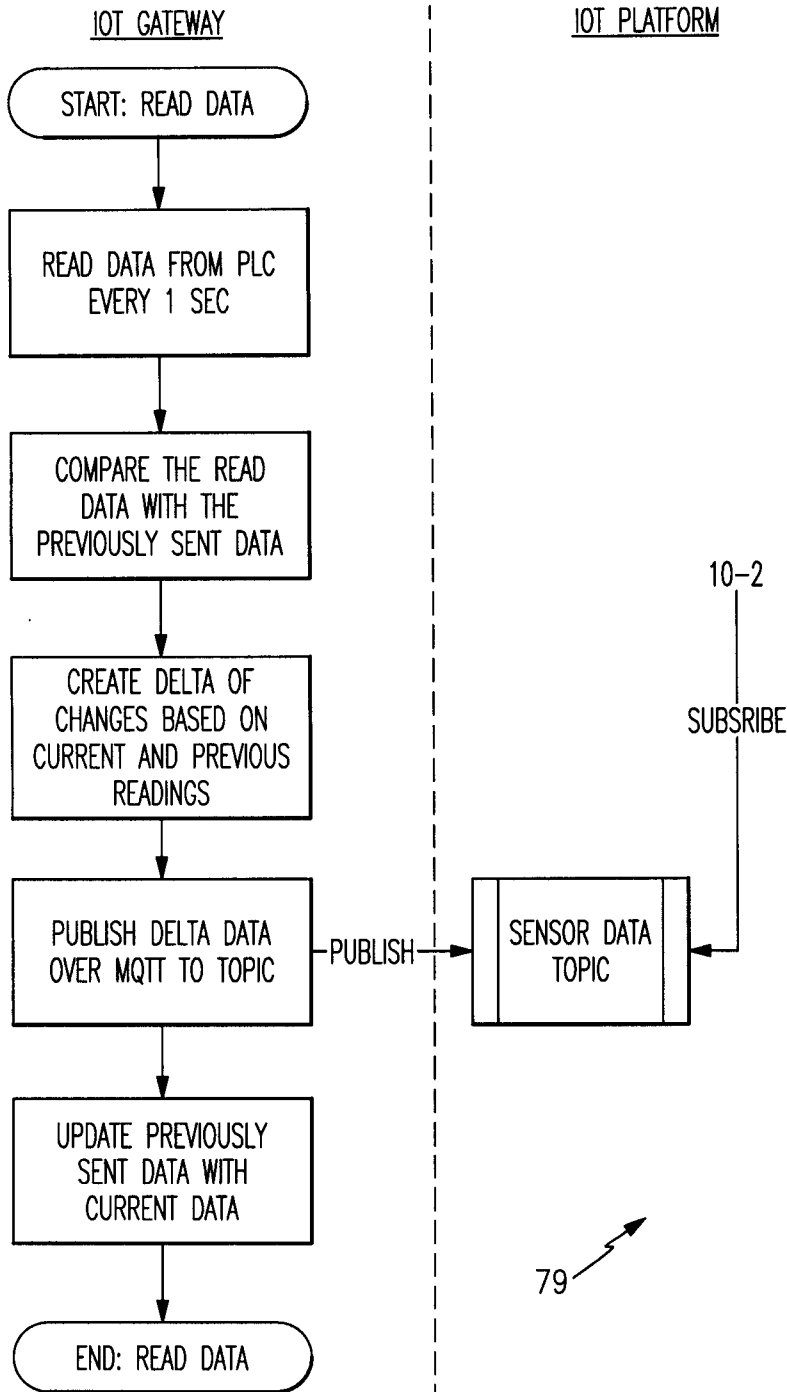 IOT GATEWAY
IOT PLATFORM
START: READ DATA
READ DATA FROM PLC
EVERY 1 SEC
COMPARE THE READ
DATA WITH THE
PREVIOUSLY SENT DATA
CREATE DELTA OF
CHANGES BASED ON
CURRENT AND PREVIOUS
READINGS
10-2
SUBSRIBE
PUBLISH DELTA DATA
OVER MQTT TO TOPIC
PUBLISH
SENSOR DATA
TOPIC
UPDATE PREVIOUSLY
SENT DATA WITH
CURRENT DATA
79
END: READ DATA